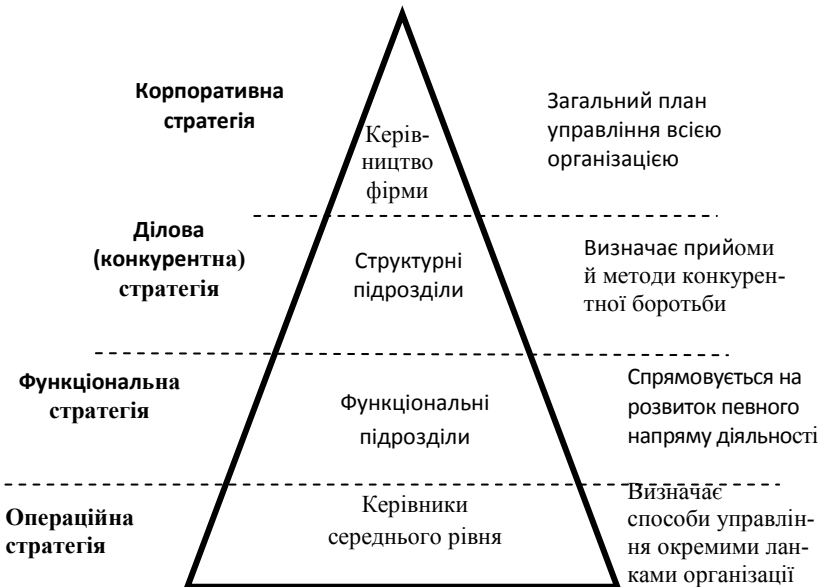 Корпоративна
стратегія
Керів-
ництво
фірми
Загальний план
управління всією
організацією
Ділова
(конкурентна)
стратегія
Структурні
підрозділи
Визначає прийоми
й методи конкурен-
тної боротьби
Функціональна
стратегія
Функціональні
підрозділи
Спрямовується на
розвиток певного
напряму діяльності
Операційна
стратегія
Керівники
середнього рівня
Визначає
способи управлін-
ня окремими лан-
ками організації